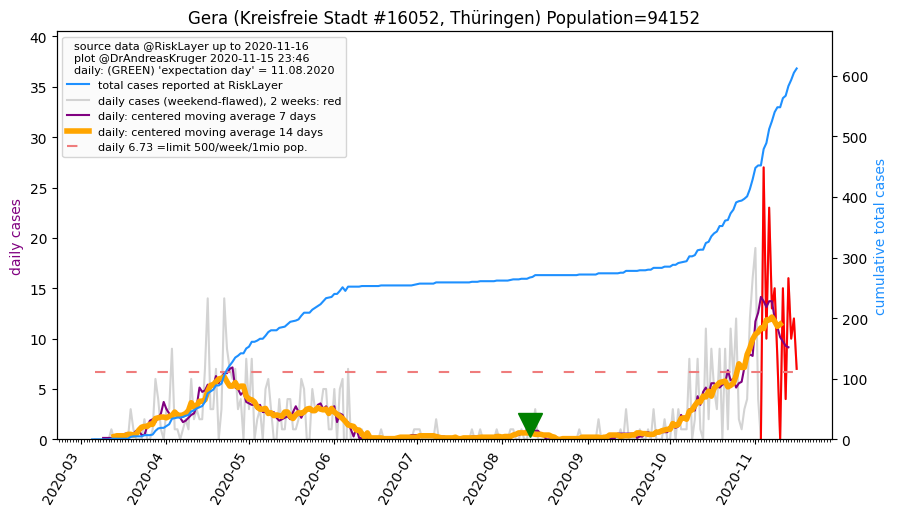 Gera (Kreisfreie Stadt #16052, Thüringen) Population=94152
source data @RiskLayer up to 2020-11-16
plot @DrAndreasKruger 2020-11-15 23:46
daily: (GREEN) 'expectation day' = 11.08.2020
total cases reported at RiskLayer
daily cases (weekend-flawed), 2 weeks: red
daily: centered moving average 7 days
daily: centered moving average 14 days
daily 6.73 =limit 500/week/1mio pop.
daily cases
40
35
30
25
20
15
10
5
0
cumulative total cases
600
500
400
300
200
100
0
2020-03
2020-04
2020-05
2020-06
2020-07
2020-08
2020-09
2020-10
2020-11